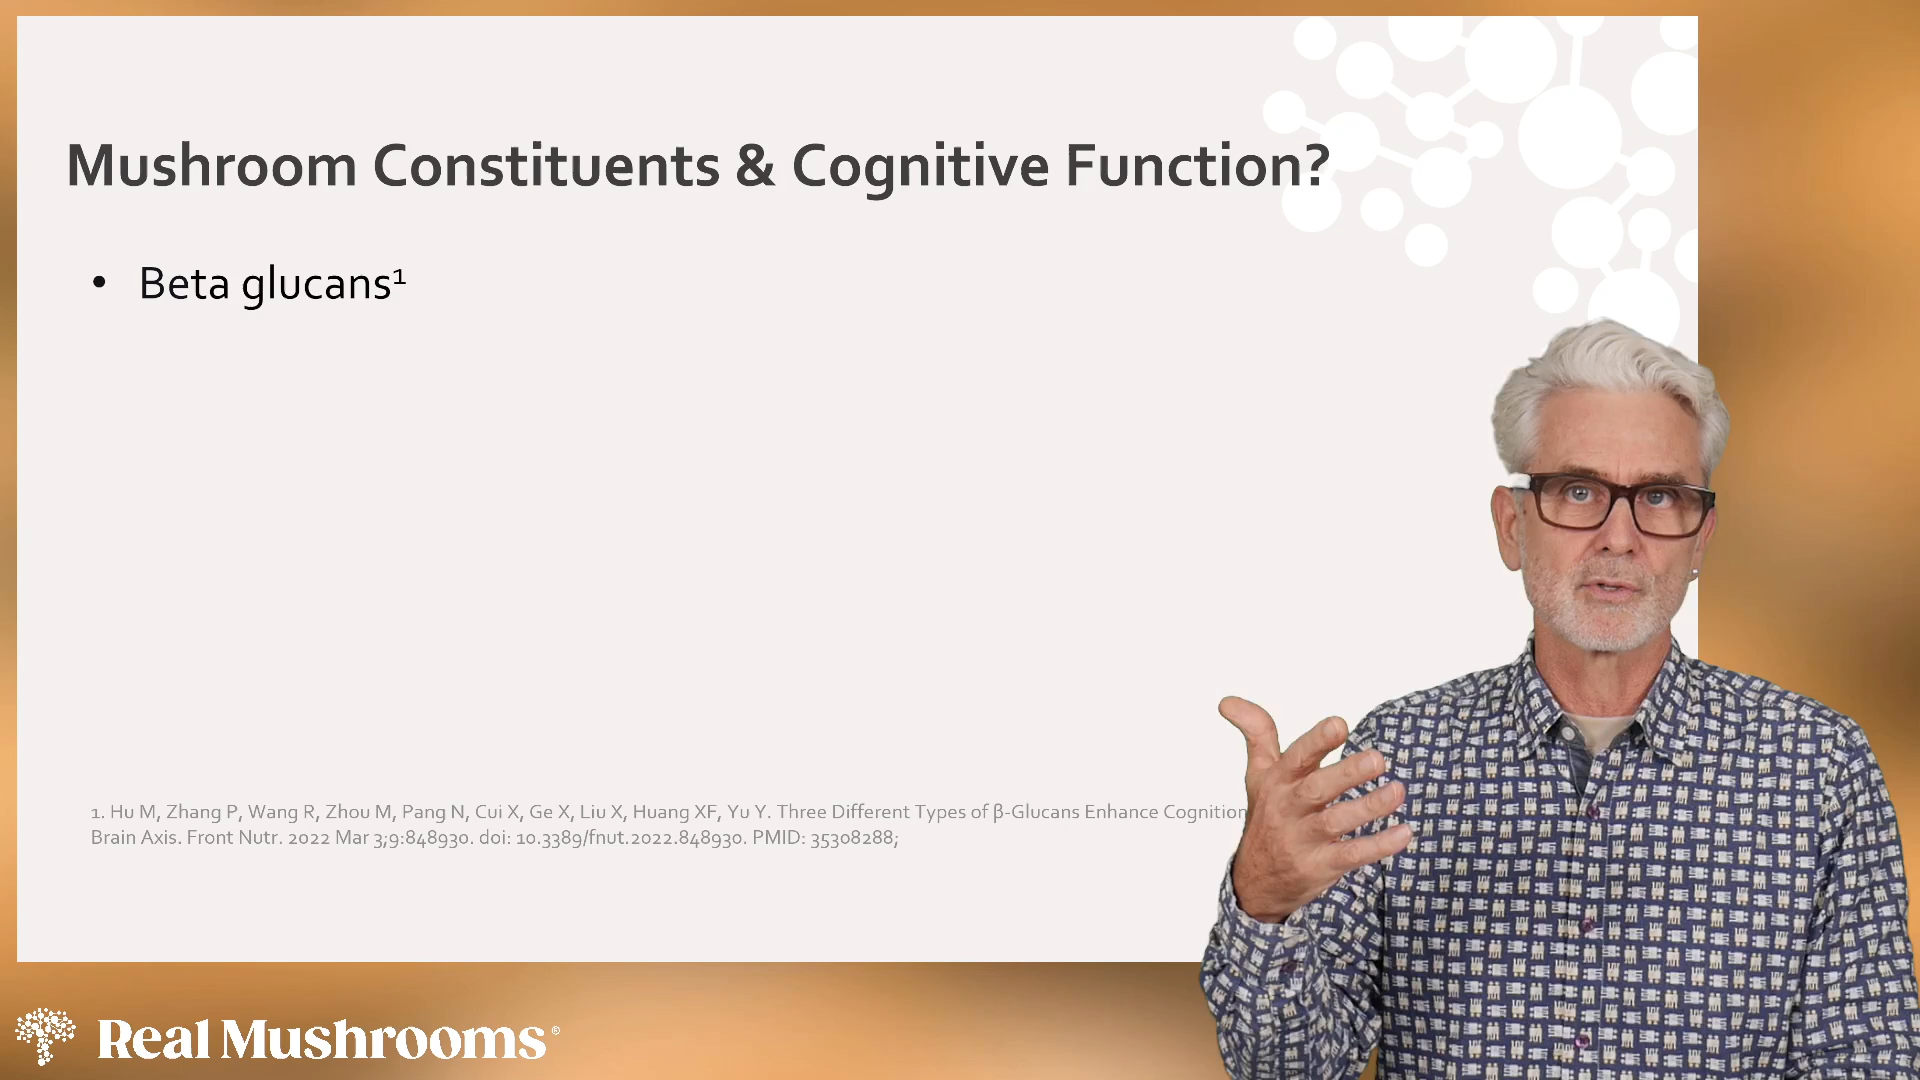 Mushroom Constituents & Cognitive Function?
• Beta glucans¹
1. Hu M, Zhang P, Wang R, Zhou M, Pang N, Cui X, Ge X, Liu X, Huang XF, Yu Y. Three Different Types of β-Glucans Enhance Cognition
Brain Axis. Front Nutr. 2022 Mar 3;9:848930. doi: 10.3389/fnut.2022.848930. PMID: 35308288;
Real Mushrooms®